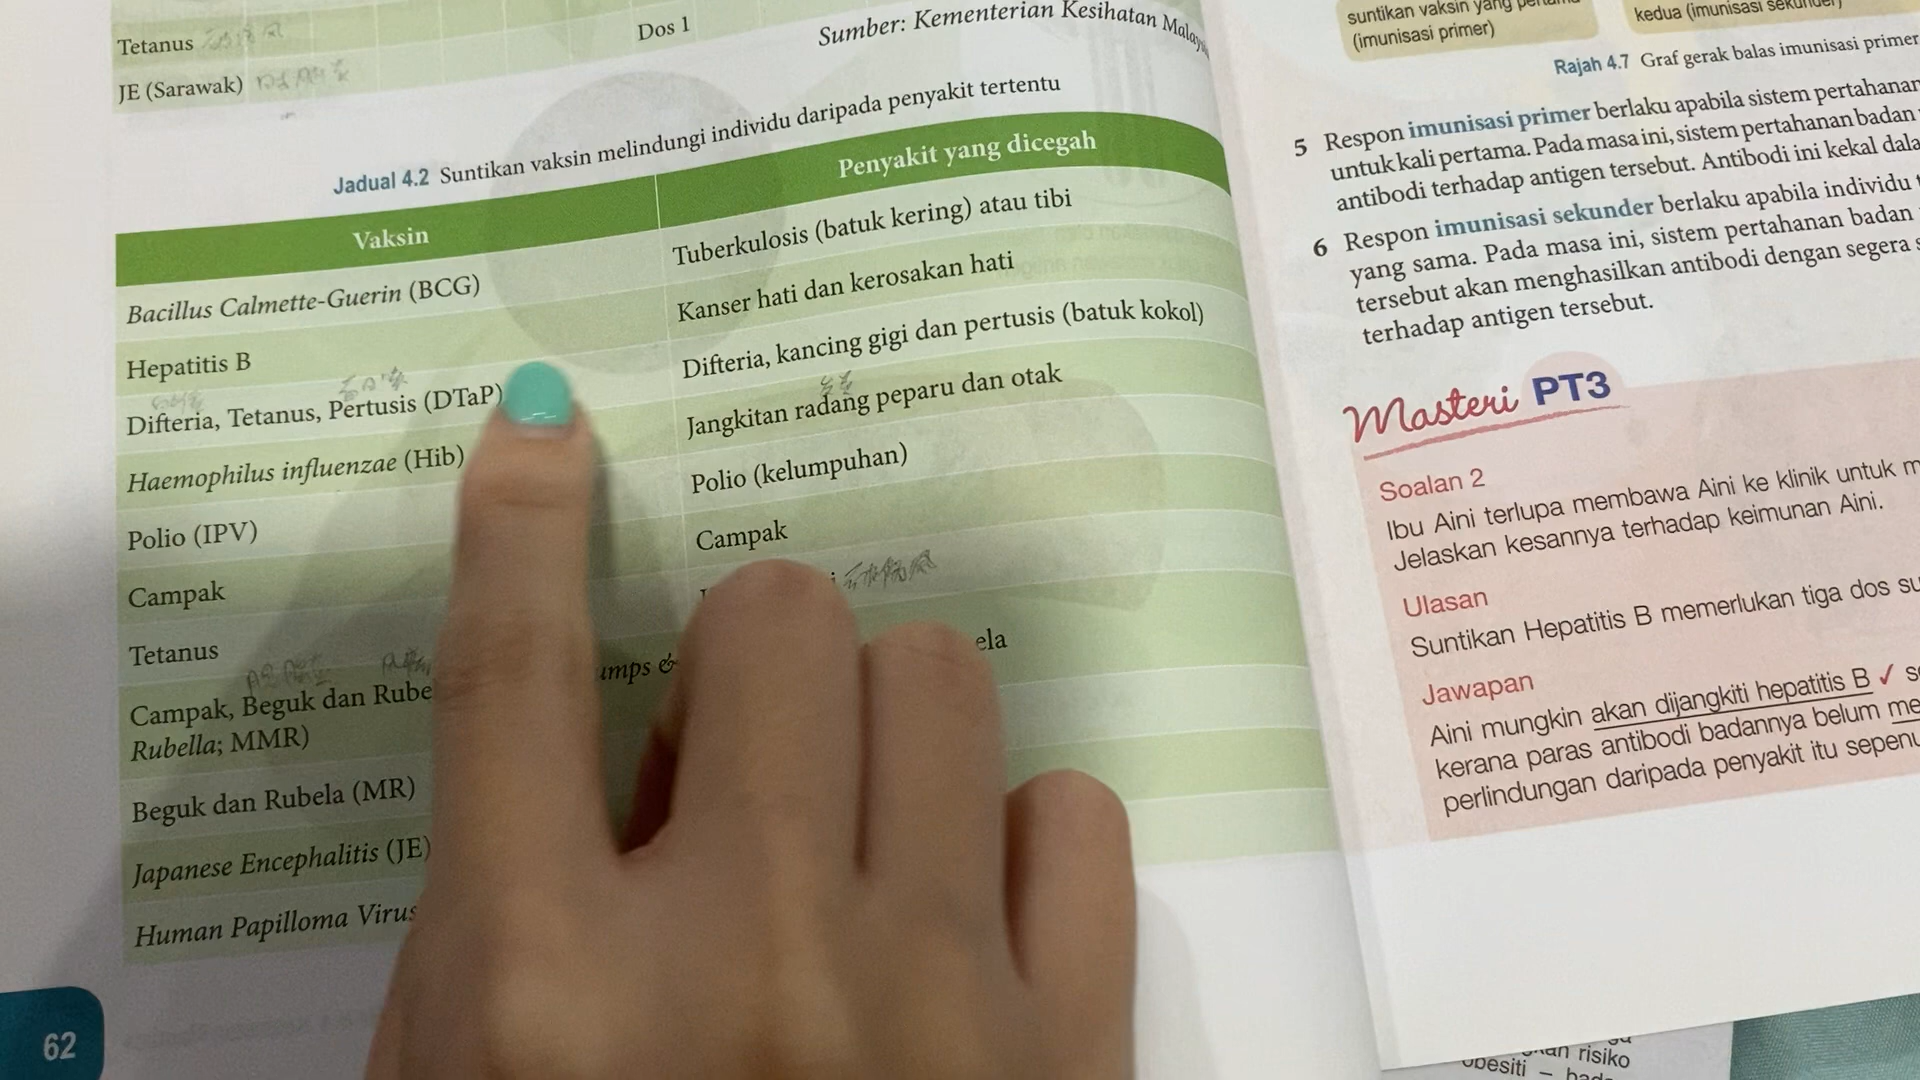 Tetanus
Dos 1
Sumber: Kementerian Kesihatan
JE (Sarawak)
Jadual 4.2 Suntikan vaksin melindungi individu daripada penyakit tertentu
Vaksin
Penyakit yang dicegah
Bacillus Calmette-Guerin (BCG)
Tuberkulosis (batuk kering) atau tibi
Hepatitis B
Kanser hati dan kerosakan hati
Difteria, Tetanus, Pertusis (DTaP)
Difteria, kancing gigi dan pertusis (batuk kokol)
Haemophilus influenzae (Hib)
Jangkitan radang peparu dan otak
Polio (IPV)
Polio (kelumpuhan)
Campak
Campak
Tetanus
Campak, Beguk dan Rube
umps &
ela
Rubella; MMR)
Beguk dan Rubela (MR)
Japanese Encephalitis (JE)
Human Papilloma Virus
62
suntikan vaksin yang
(imunisasi primer)
kedua (imunisasi sekunder)
Rajah 4.7 Graf gerak balas imunisasi primer
5 Respon imunisasi primer berlaku apabila sistem pertahanan
untuk kali pertama. Pada masa ini, sistem pertahanan badan
antibodi terhadap antigen tersebut. Antibodi ini kekal dala
6 Respon imunisasi sekunder berlaku apabila individu
yang sama. Pada masa ini, sistem pertahanan badan
tersebut akan menghasilkan antibodi dengan segera
terhadap antigen tersebut.
Masteri PT3
Soalan 2
Ibu Aini terlupa membawa Aini ke klinik untuk m
Jelaskan kesannya terhadap keimunan Aini.
Ulasan
Suntikan Hepatitis B memerlukan tiga dos su
Jawapan
Aini mungkin akan dijangkiti hepatitis B ✓ se
kerana paras antibodi badannya belum me
perlindungan daripada penyakit itu sepenu
risiko
obesiti –